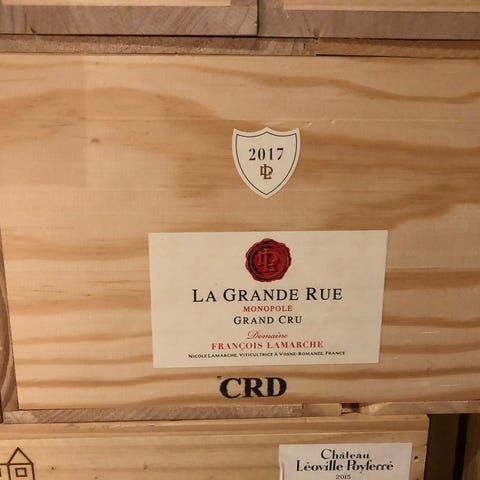 2017
LA GRANDE RUE
MONOPOLE
GRAND CRU
Domaine
FRANÇOIS LAMARCHE
NICOLE LAMARCHE, VITICULTRICE À VOSNE-ROMANÉE, FRANCE
CRD
Château
Léoville Poyferré
2015